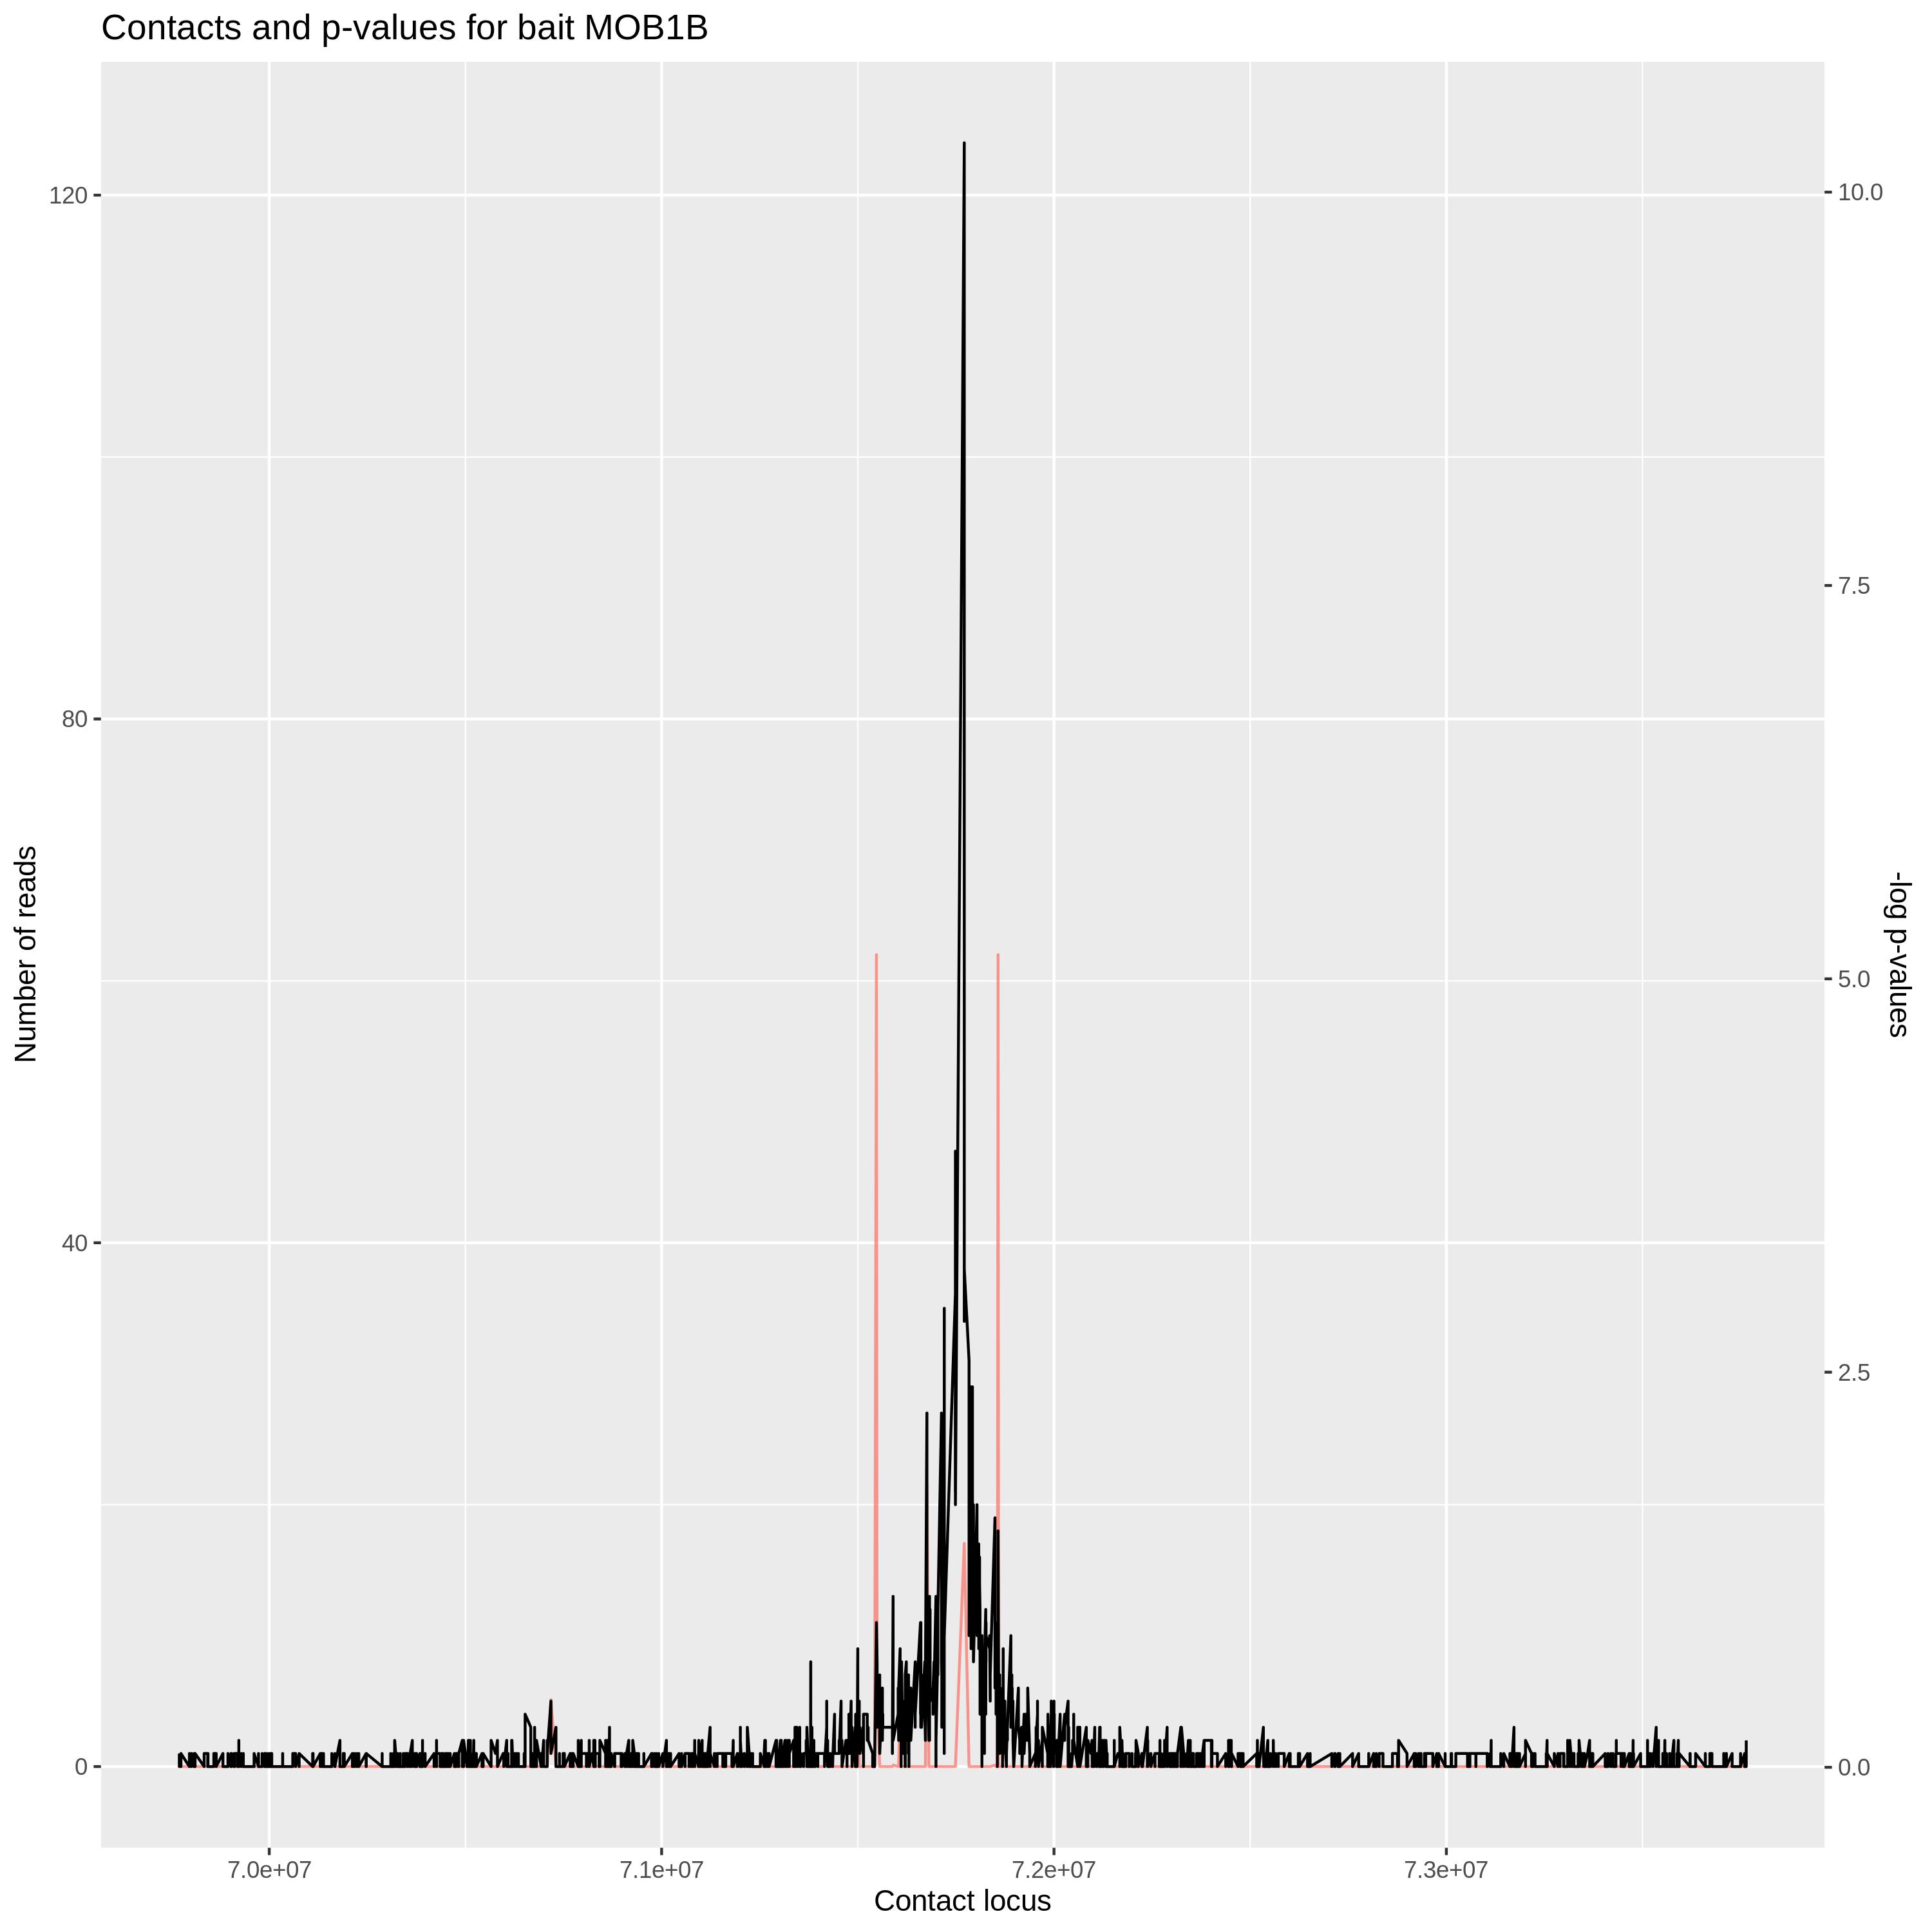 Contacts and p-values for bait MOB1B
120
80
40
0
Number of reads
10.0
7.5
5.0
2.5
0.0
-log p-values
7.0e+07 7.1e+07 7.2e+07 7.3e+07
Contact locus